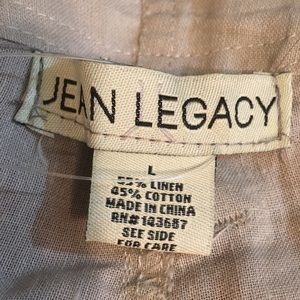 JEAN LEGACY
L
55% LINEN
45% COTTON
MADE IN CHINA
RN# 143687
SEE SIDE
FOR CARE